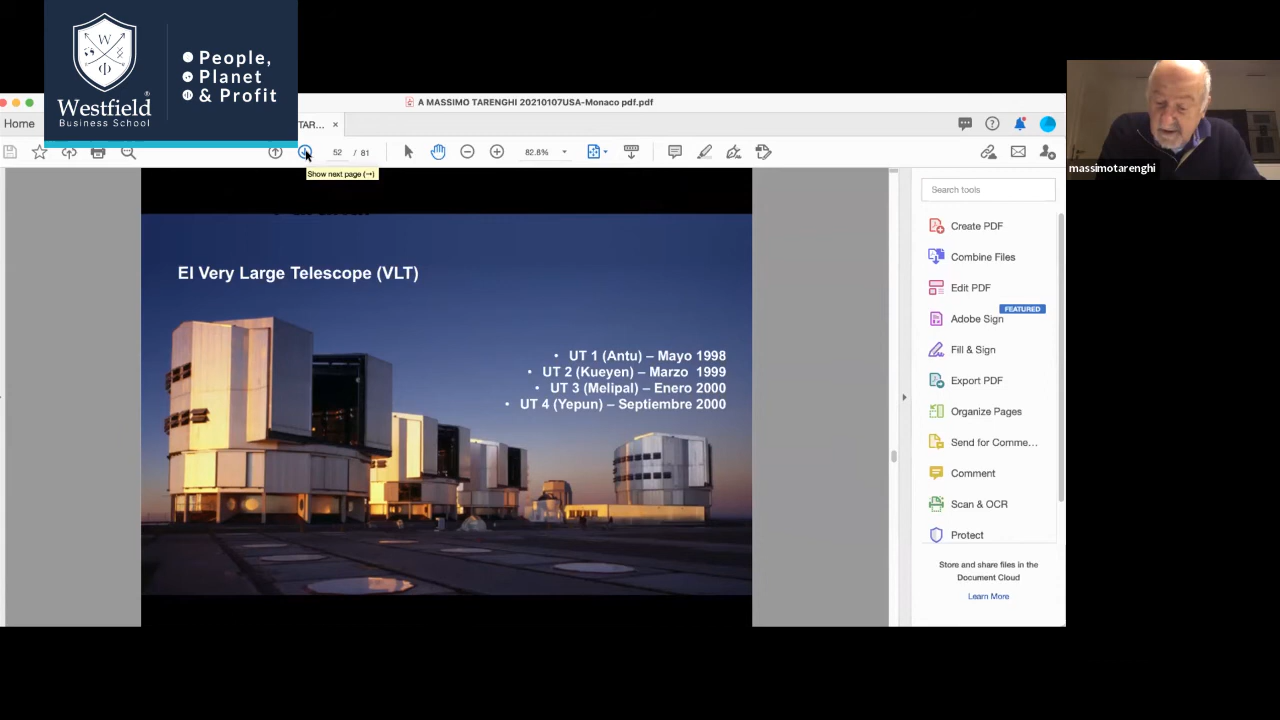 W
Φ
Westfield®
Business School
People,
Planet
& Profit
A MASSIMO TARENGHI 20210107USA-Monaco pdf.pdf
Home
TAR... ×
52 / 81
82.8%
Show next page (→)
massimotarenghi
El Very Large Telescope (VLT)
• UT 1 (Antu) – Mayo 1998
• UT 2 (Kueyen) – Marzo 1999
• UT 3 (Melipal) – Enero 2000
• UT 4 (Yepun) – Septiembre 2000
Search tools
Create PDF
Combine Files
Edit PDF
FEATURED
Adobe Sign
Fill & Sign
Export PDF
Organize Pages
Send for Comme...
Comment
Scan & OCR
Protect
Store and share files in the
Document Cloud
Learn More